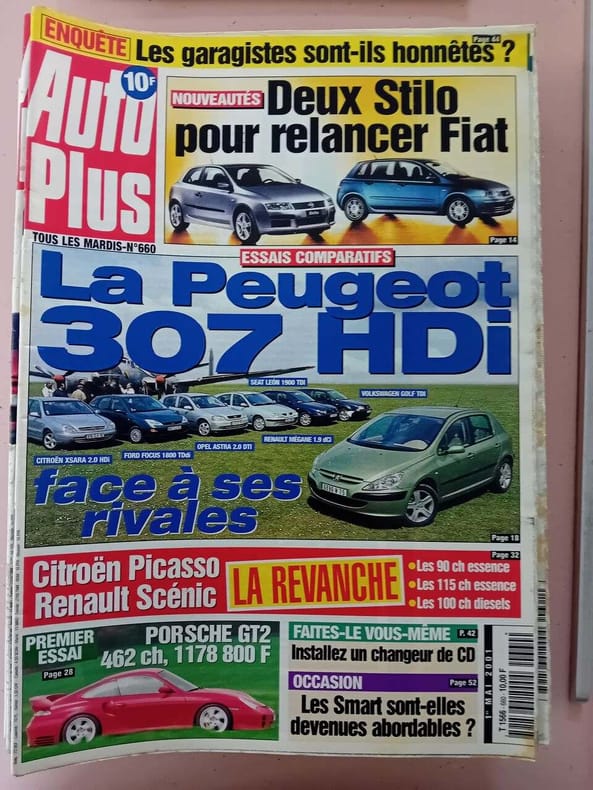 ENQUÊTE
Les garagistes sont-ils honnêtes ?
Page 44
10F
Auto
Plus
TOUS LES MARDIS-N°660
NOUVEAUTÉS
Deux Stilo
pour relancer Fiat
Page 14
ESSAIS COMPARATIFS
La Peugeot
307 HDi
SEAT LEÓN 1900 TDI
VOLKSWAGEN GOLF TDI
RENAULT MÉGANE 1.9 dCi
OPEL ASTRA 2.0 DTI
FORD FOCUS 1800 TDdi
CITROËN XSARA 2.0 HDi
face à ses
rivales
Page 18
Page 32
Citroën Picasso
Renault Scénic
LA REVANCHE
• Les 90 ch essence
• Les 115 ch essence
• Les 100 ch diesels
PREMIER
ESSAI
Page 28
PORSCHE GT2
462 ch, 1178 800 F
FAITES-LE VOUS-MÊME
P. 42
Installez un changeur de CD
OCCASION
Page 52
Les Smart sont-elles
devenues abordables ?
1er MAI 2001
T 1566 - 660 - 10,00 F